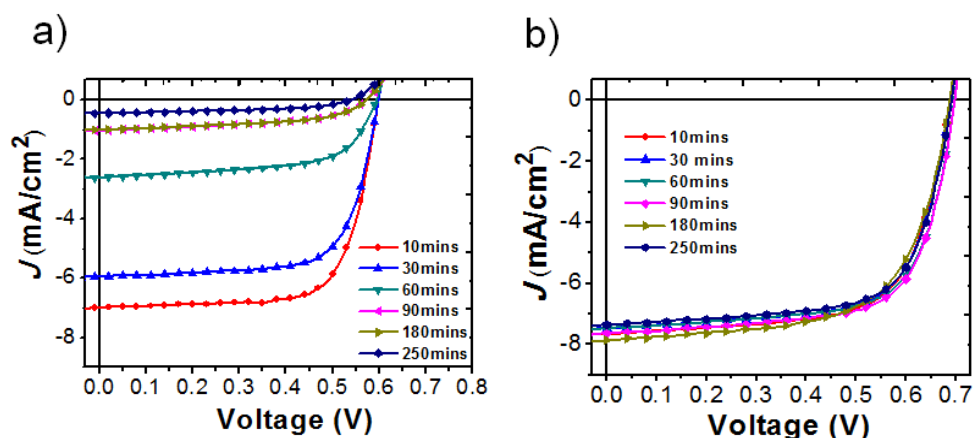 a)
J (mA/cm²)
0
-2
-4
-6
-8
10mins
30mins
60mins
90mins
180mins
250mins
0.0 0.1 0.2 0.3 0.4 0.5 0.6 0.7 0.8
Voltage (V)
b)
J (mA/cm²)
0
-2
-4
-6
-8
10mins
30 mins
60mins
90mins
180mins
250mins
0.0 0.1 0.2 0.3 0.4 0.5 0.6 0.7
Voltage (V)